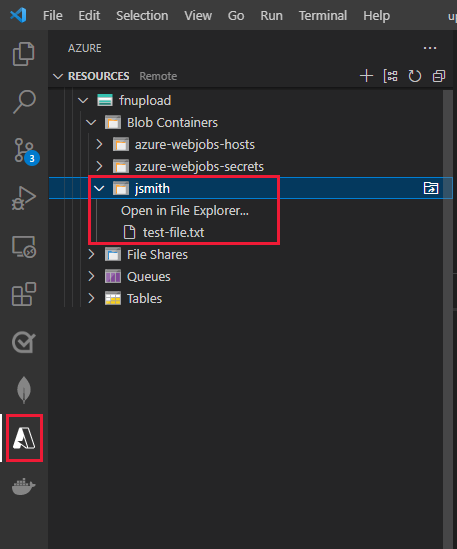 File Edit View Go Run Terminal Help up
AZURE
RESOURCES Remote
fnupload
Blob Containers
azure-webjobs-hosts
azure-webjobs-secrets
jsmith
Open in File Explorer...
test-file.txt
File Shares
Queues
Tables
3